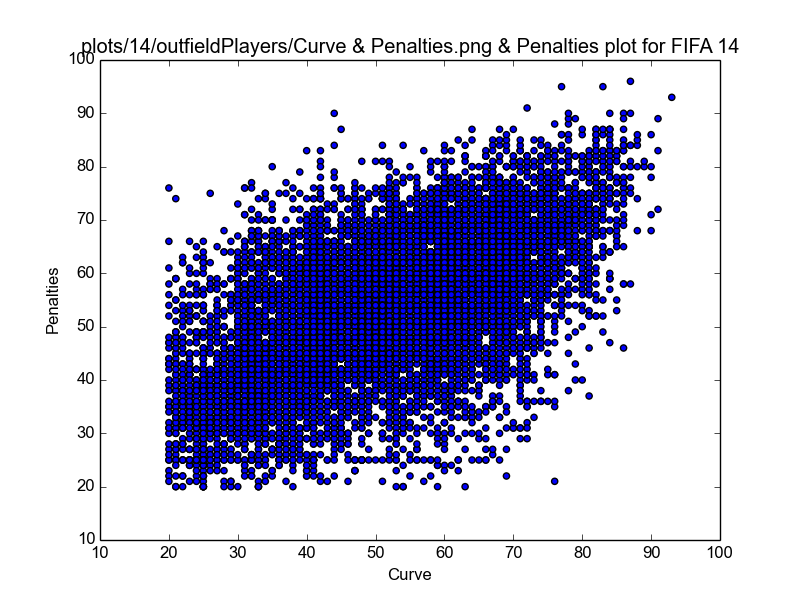 plots/14/outfieldPlayers/Curve & Penalties.png & Penalties plot for FIFA 14
100
90
80
70
60
50
40
30
20
10
Penalties
10 20 30 40 50 60 70 80 90 100
Curve